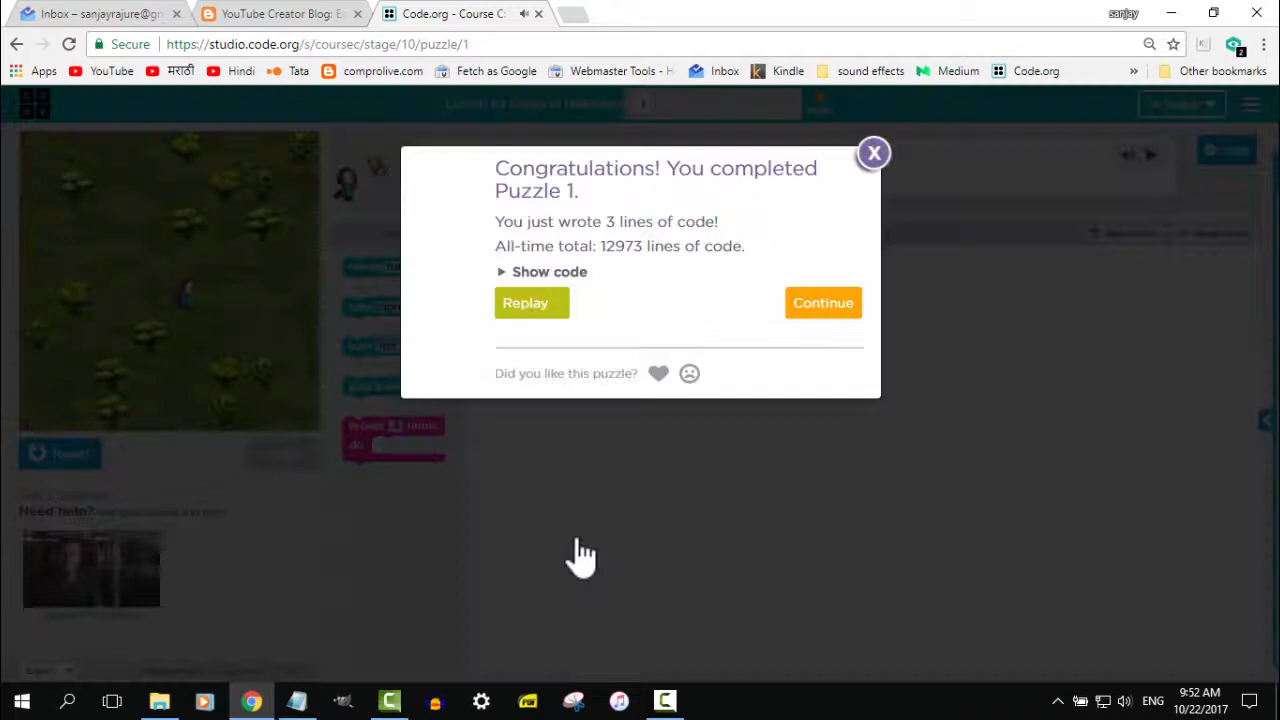 Inbox – sanjayrajure@gm
YouTube Creator Blog: E
Code.org - Course C:
sanjay
Secure https://studio.code.org/s/coursec/stage/10/puzzle/1
Apps YouTube मराठी Hindi Tata comprolive.com Fetch as Google Webmaster Tools - H Inbox Kindle sound effects Medium Code.org » Other bookmarks
Congratulations! You completed
Puzzle 1.
You just wrote 3 lines of code!
All-time total: 12973 lines of code.
Show code
Replay Continue
Did you like this puzzle?
repeat times
do
Reset
Need help?
ENG
9:52 AM
10/22/2017